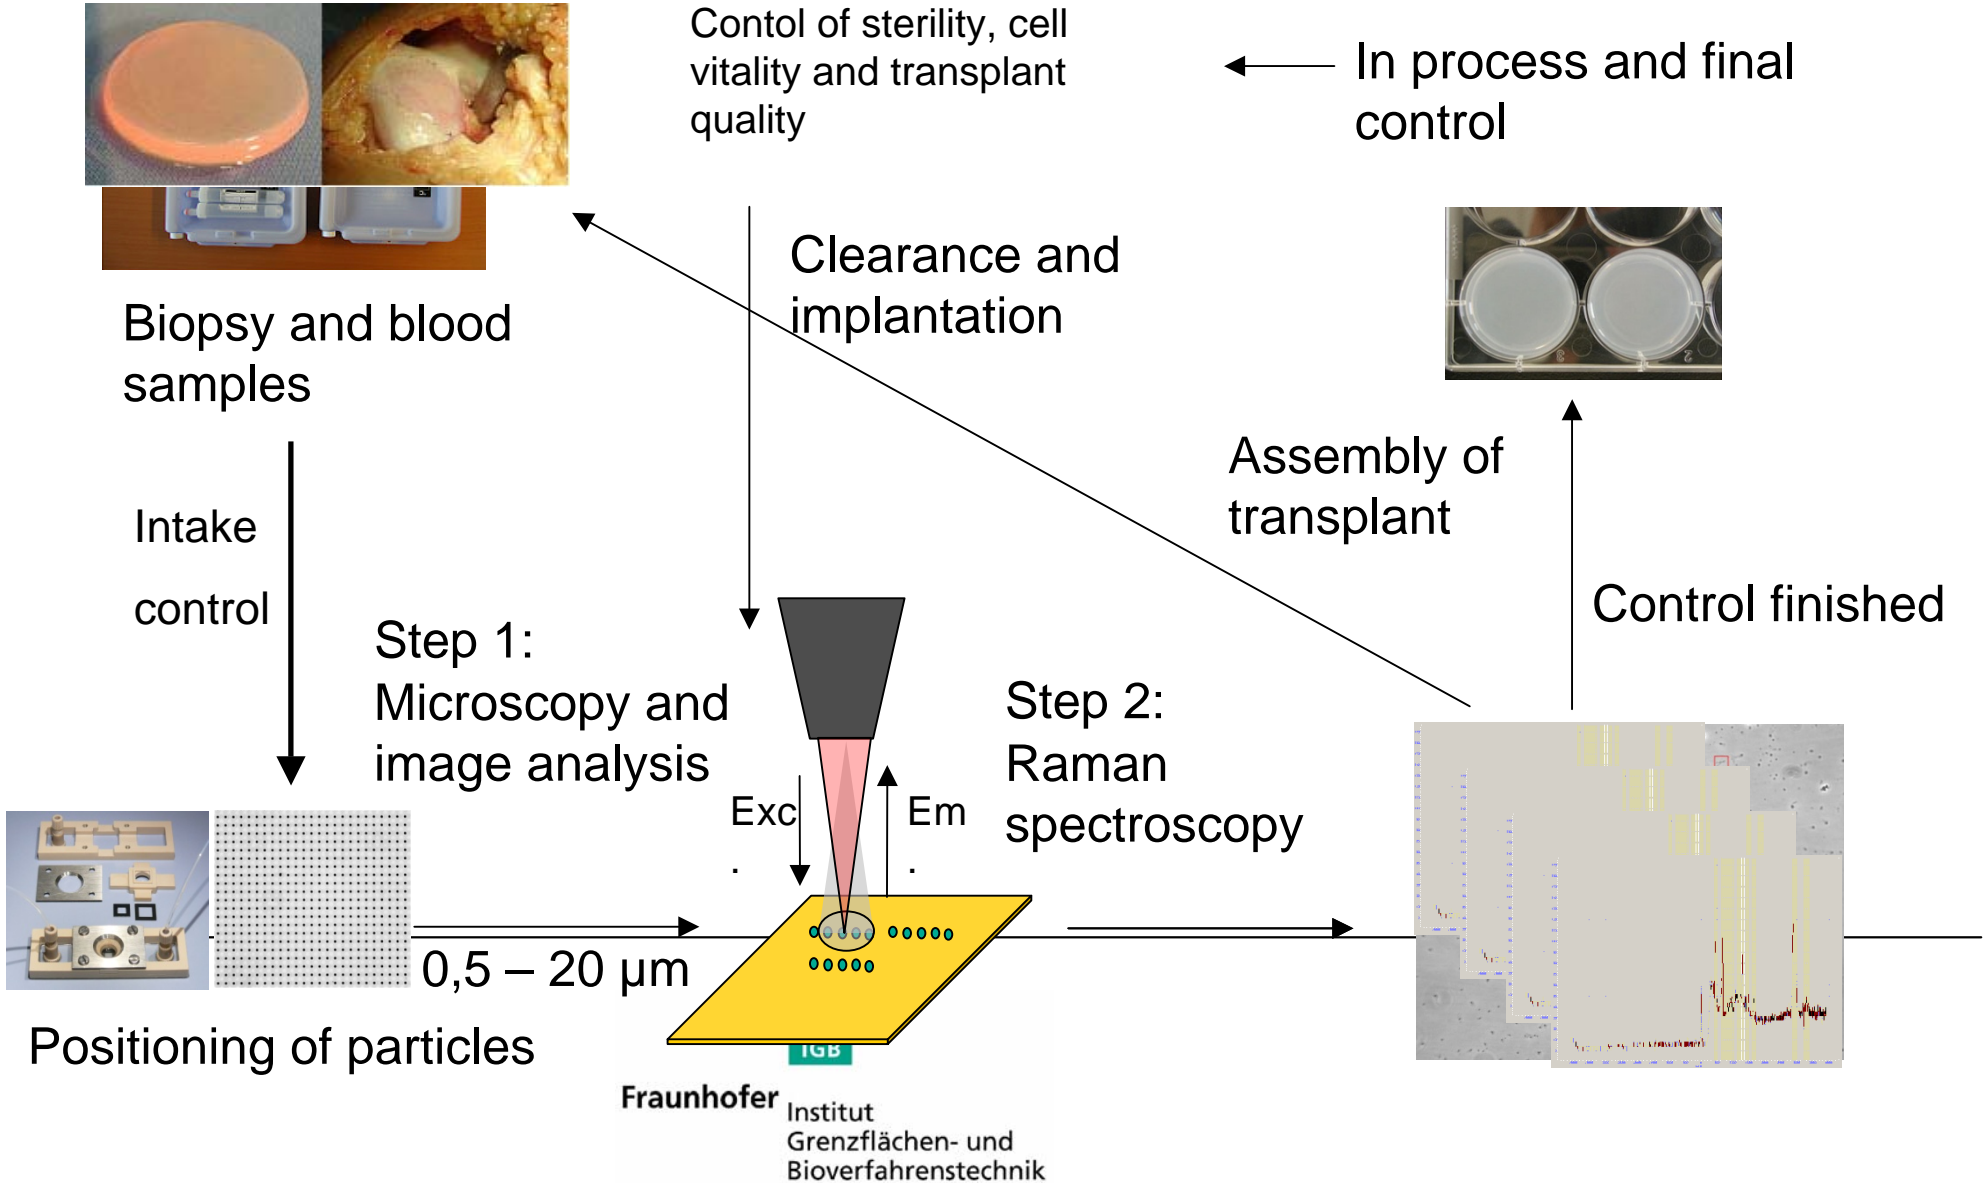 Contol of sterility, cell
vitality and transplant
quality
In process and final
control
Clearance and
implantation
Biopsy and blood
samples
Assembly of
transplant
Intake
control
Control finished
Step 1:
Microscopy and
image analysis
Step 2:
Raman
spectroscopy
Exc
.
Em
.
0,5 – 20 µm
Positioning of particles
IGB
Fraunhofer
Institut
Grenzflächen- und
Bioverfahrenstechnik